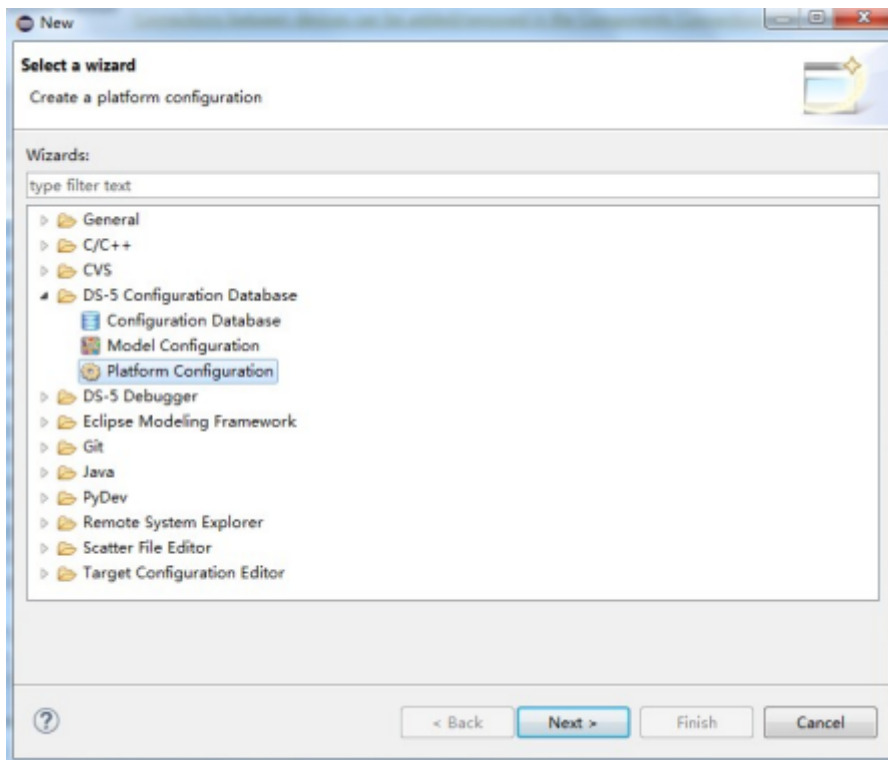 New
Select a wizard
Create a platform configuration
Wizards:
type filter text
General
C/C++
CVS
DS-5 Configuration Database
Configuration Database
Model Configuration
Platform Configuration
DS-5 Debugger
Eclipse Modeling Framework
Git
Java
PyDev
Remote System Explorer
Scatter File Editor
Target Configuration Editor
?
< Back Next > Finish Cancel